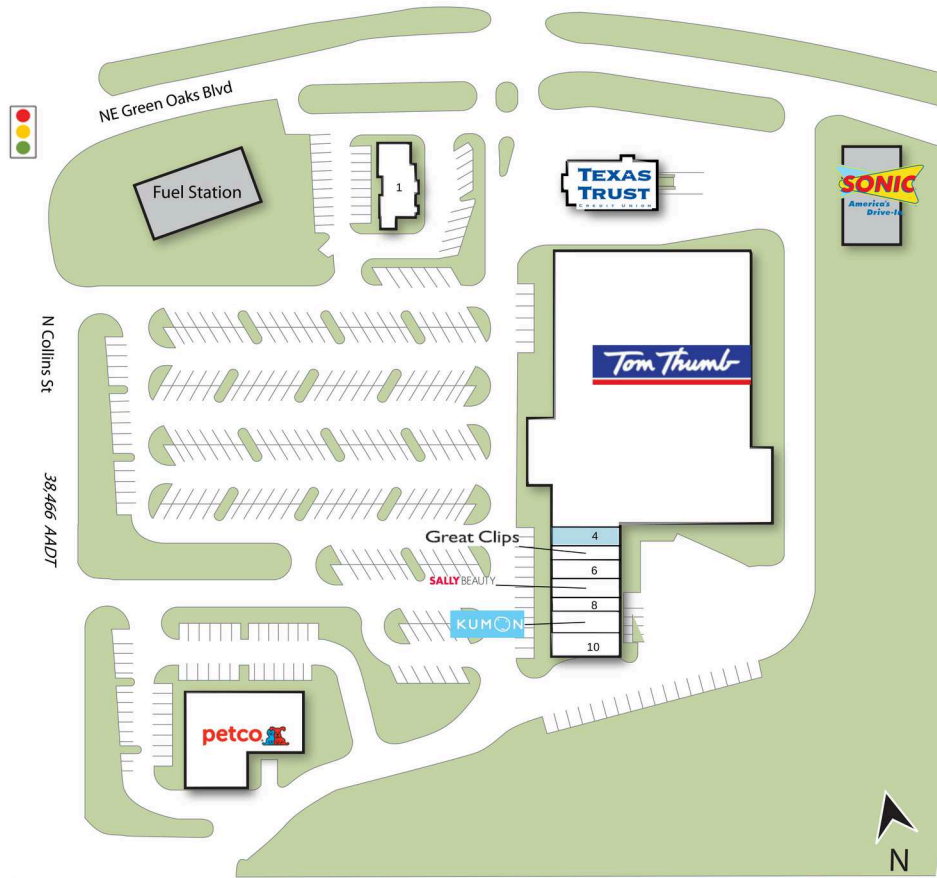 NE Green Oaks Blvd
Fuel Station
1
TEXAS
TRUST
CREDIT UNION
SONIC
America's
Drive-In
N Collins St
Tom Thumb
38,466 AADT
4
Great Clips
6
SALLY BEAUTY
8
KUMON
10
petco
N